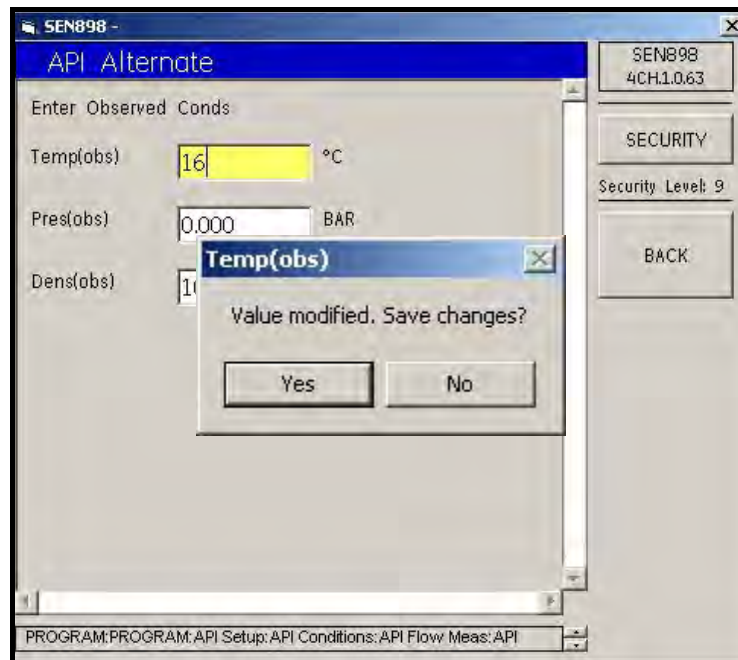 SEN898 -
API Alternate
SEN898
4CH.1.0.63
Enter Observed Conds
SECURITY
Temp(obs) 16 °C
Security Level: 9
Pres(obs) 0.000 BAR
BACK
Temp(obs)
Dens(obs)
Value modified. Save changes?
Yes No
PROGRAM:PROGRAM:API Setup:API Conditions:API Flow Meas:API